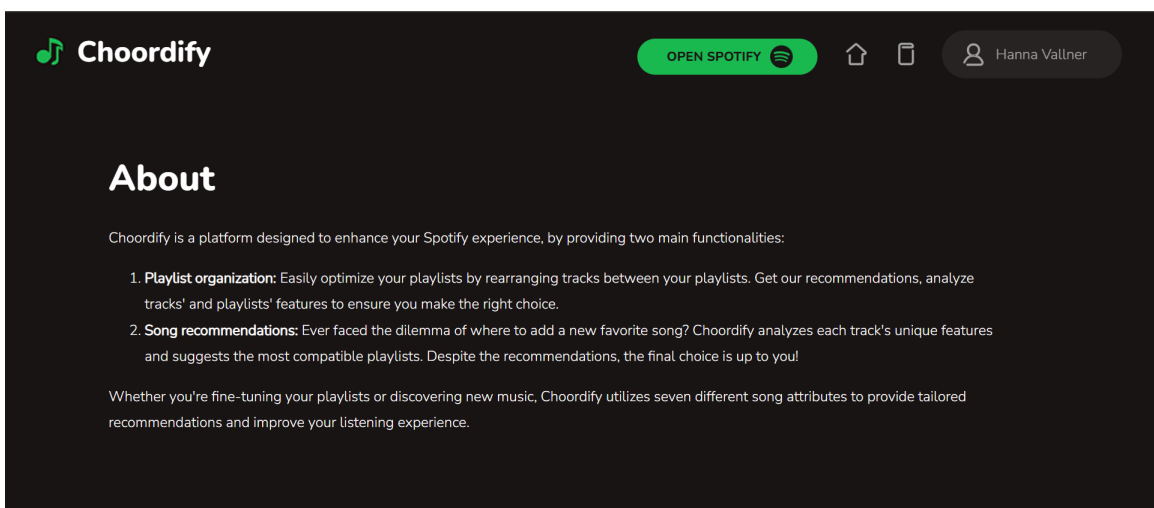 Choordify
OPEN SPOTIFY
Hanna Vallner
About
Choordify is a platform designed to enhance your Spotify experience, by providing two main functionalities:
1. Playlist organization: Easily optimize your playlists by rearranging tracks between your playlists. Get our recommendations, analyze
tracks' and playlists' features to ensure you make the right choice.
2. Song recommendations: Ever faced the dilemma of where to add a new favorite song? Choordify analyzes each track's unique features
and suggests the most compatible playlists. Despite the recommendations, the final choice is up to you!
Whether you're fine-tuning your playlists or discovering new music, Choordify utilizes seven different song attributes to provide tailored
recommendations and improve your listening experience.